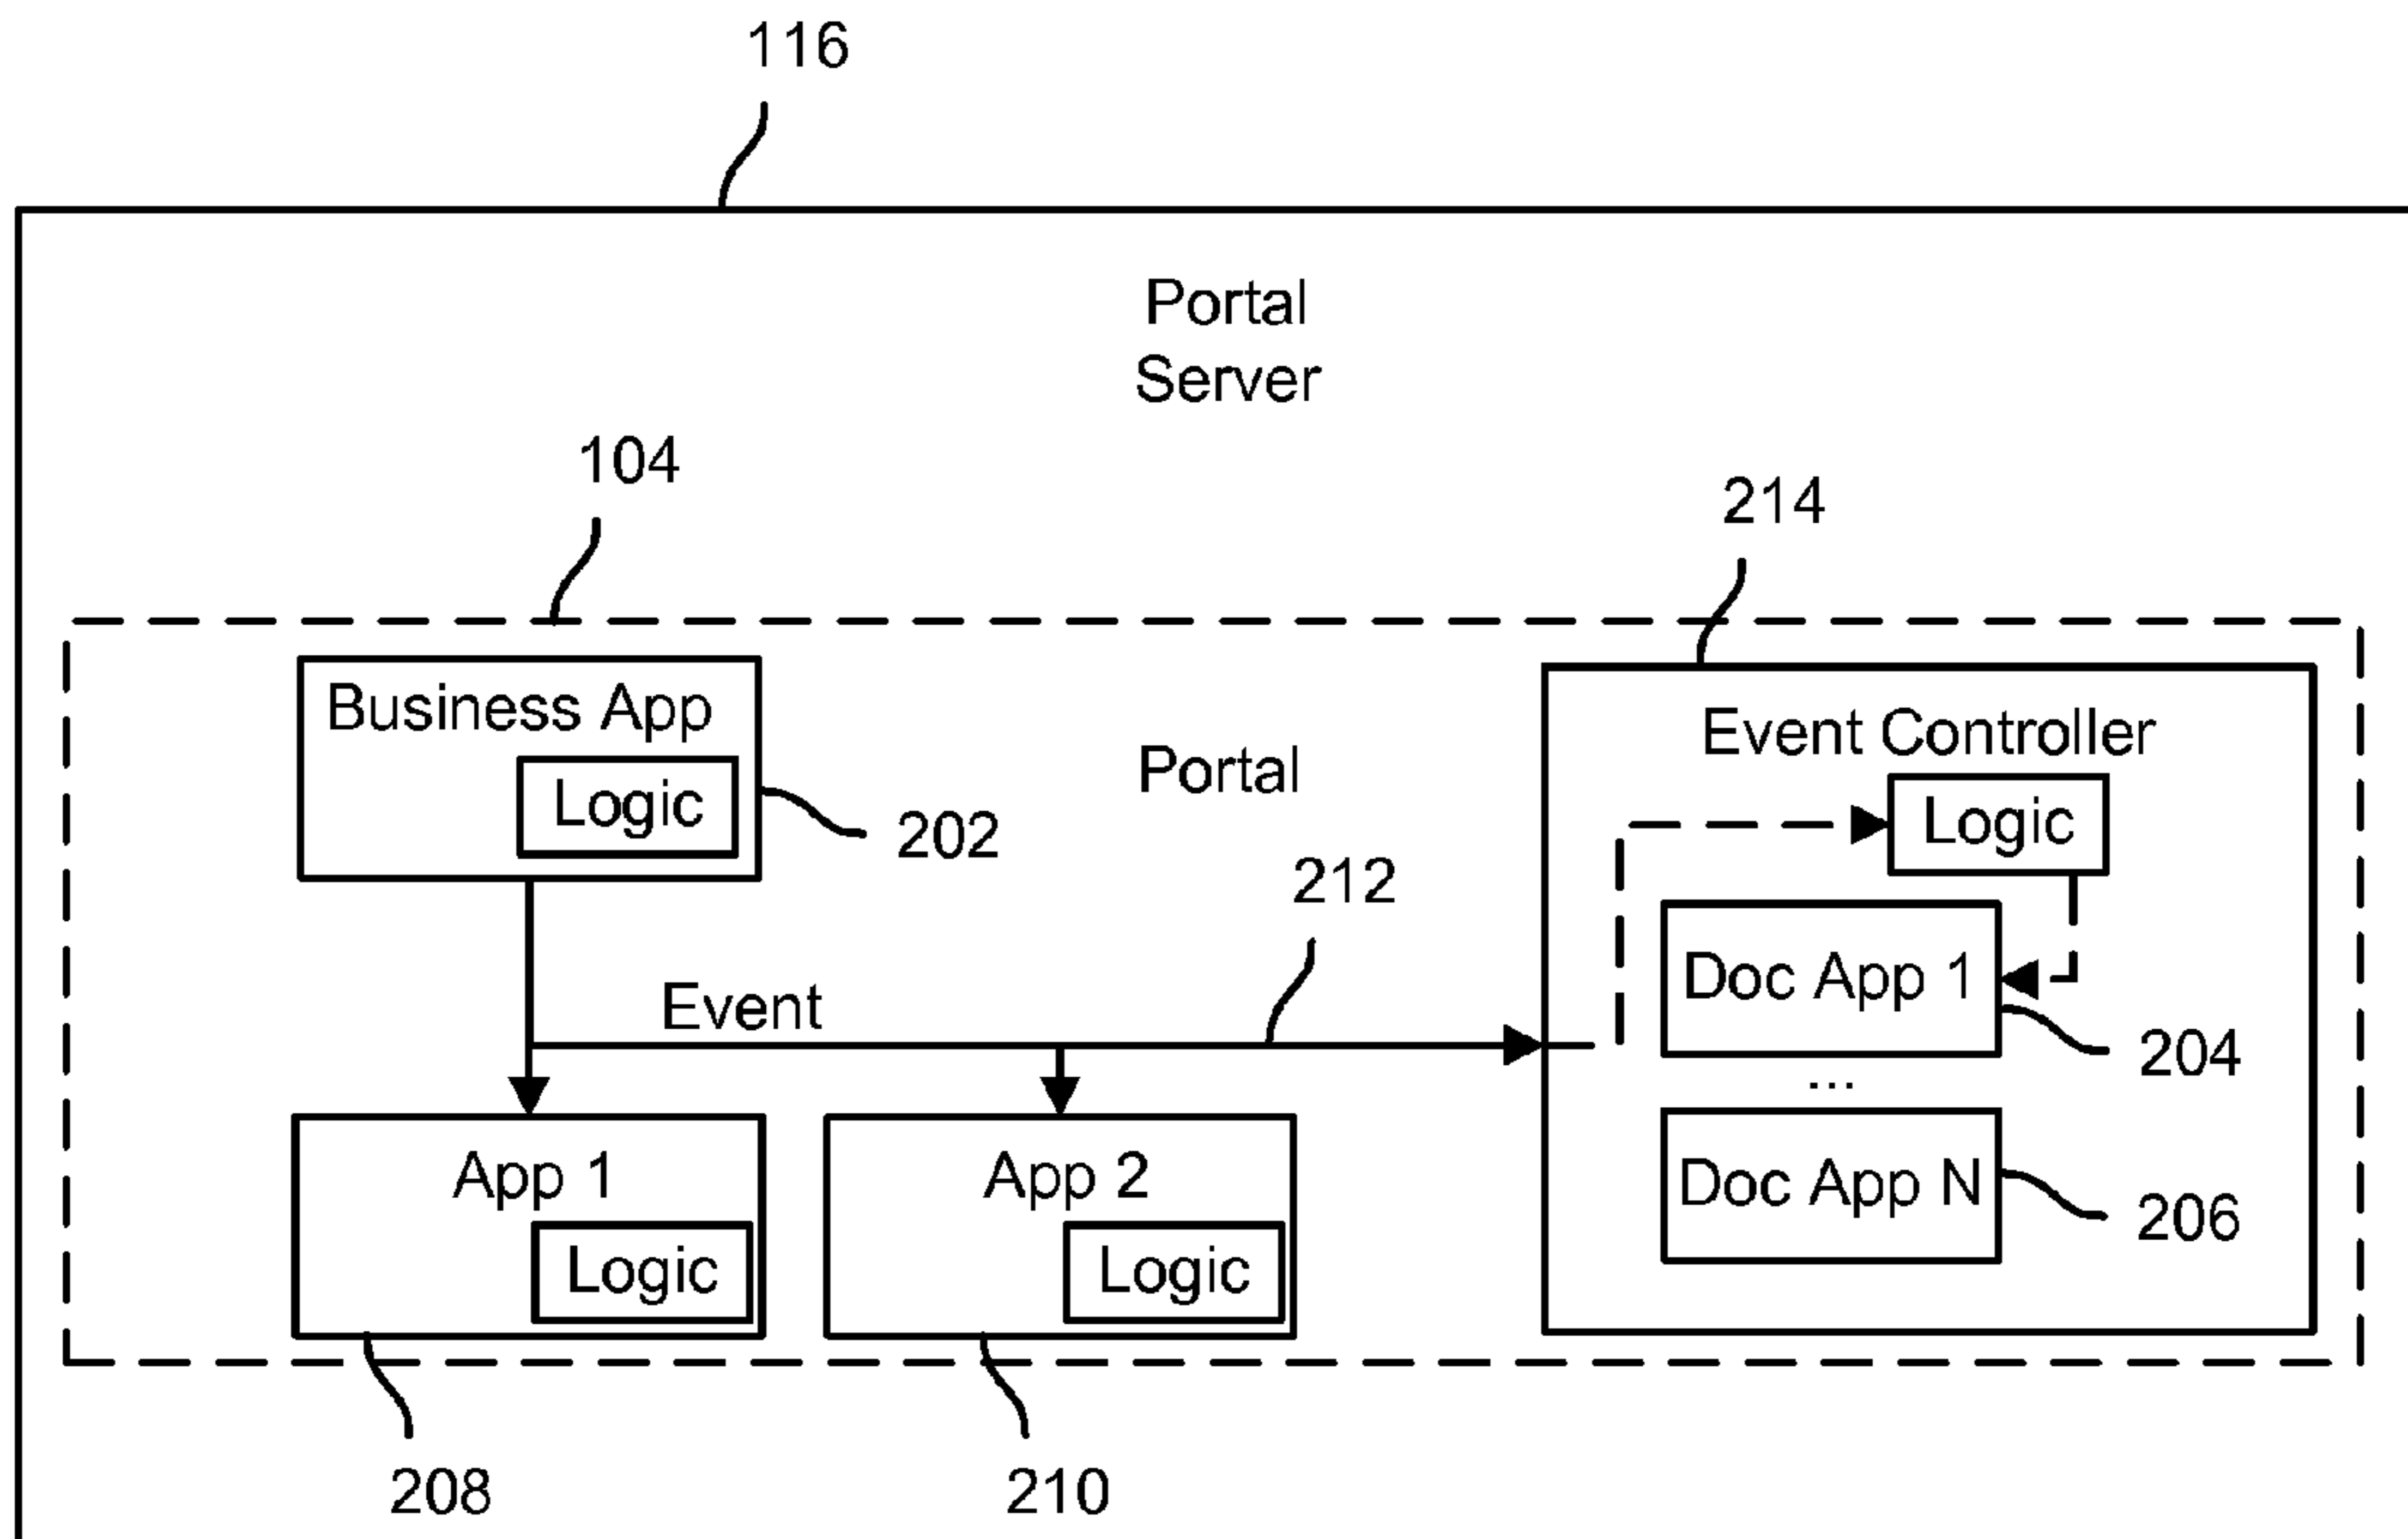 116
Portal
Server
104
214
Business App
Logic
202
Portal
Event Controller
Logic
212
Event
Doc App 1
204
...
Doc App N
206
App 1
Logic
App 2
Logic
208
210